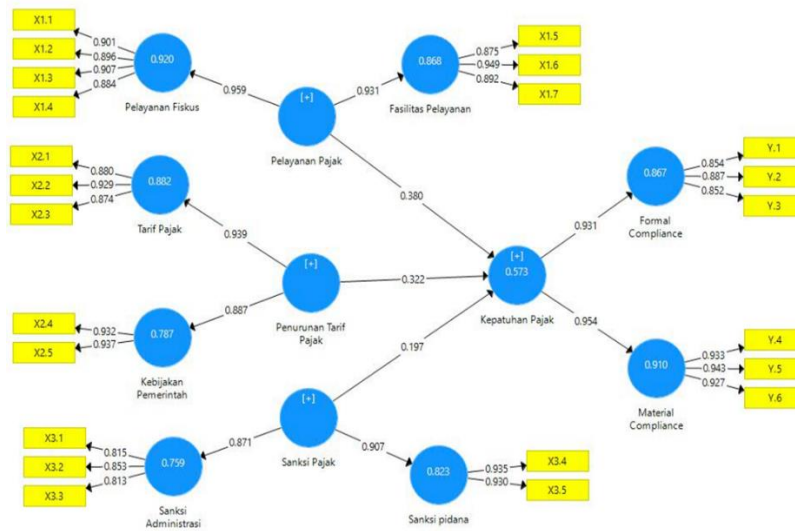 X1.1
X1.2
X1.3
X1.4
0.901
0.896
0.907
0.884
0.920
Pelayanan Fiskus
0.959
[+]
Pelayanan Pajak
0.931
0.868
Fasilitas Pelayanan
0.875
0.949
0.892
X1.5
X1.6
X1.7
X2.1
X2.2
X2.3
0.880
0.929
0.874
0.882
Tarif Pajak
0.939
0.380
[+]
Penurunan Tarif
Pajak
0.322
0.887
X2.4
X2.5
0.932
0.937
0.787
Kebijakan
Pemerintah
[+]
0.573
Kepatuhan Pajak
0.931
0.867
Formal
Compliance
0.854
0.887
0.852
Y.1
Y.2
Y.3
0.954
0.910
Material
Compliance
0.933
0.943
0.927
Y.4
Y.5
Y.6
0.197
[+]
Sanksi Pajak
0.871
0.907
X3.1
X3.2
X3.3
0.815
0.853
0.813
0.759
Sanksi
Administrasi
0.823
Sanksi pidana
0.935
0.930
X3.4
X3.5